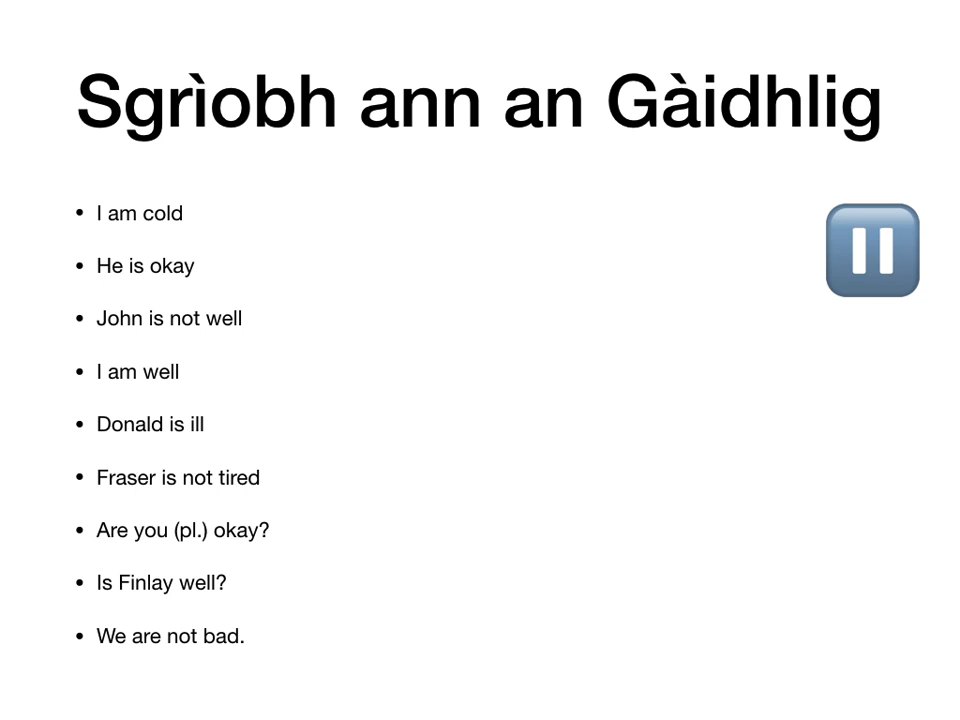 Sgrìobh ann an Gàidhlig
• I am cold
• He is okay
• John is not well
• I am well
• Donald is ill
• Fraser is not tired
• Are you (pl.) okay?
• Is Finlay well?
• We are not bad.